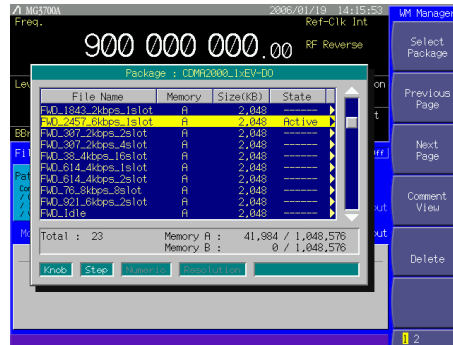 MG3700A 2006/01/19 14:15:53
WM Manager
Freq. Ref-Clk Int
900 000 000.00 RF Reverse
Select
Package
Package : CDMA2000_1xEV-DO
Lev on
File Name Memory Size(KB) State
Previous
Page
FWD_1843_2kbps_1slot A 2,048 ------
FWD_2457_6kbps_1slot A 2,048 Active
FWD_307_2kbps_2slot A 2,048 ------
FWD_307_2kbps_4slot A 2,048 ------
FWD_38_4kbps_16slot A 2,048 ------
FWD_614_4kbps_1slot A 2,048 ------
FWD_614_4kbps_2slot A 2,048 ------
FWD_76_8kbps_8slot A 2,048 ------
FWD_921_6kbps_2slot A 2,048 ------
FWD_Idle A 2,048 ------
Next
Page
Comment
View
Total : 23 Memory A : 41,984 / 1,048,576
Memory B : 0 / 1,048,576
Delete
Knob Step Numeric Resolution
1 2